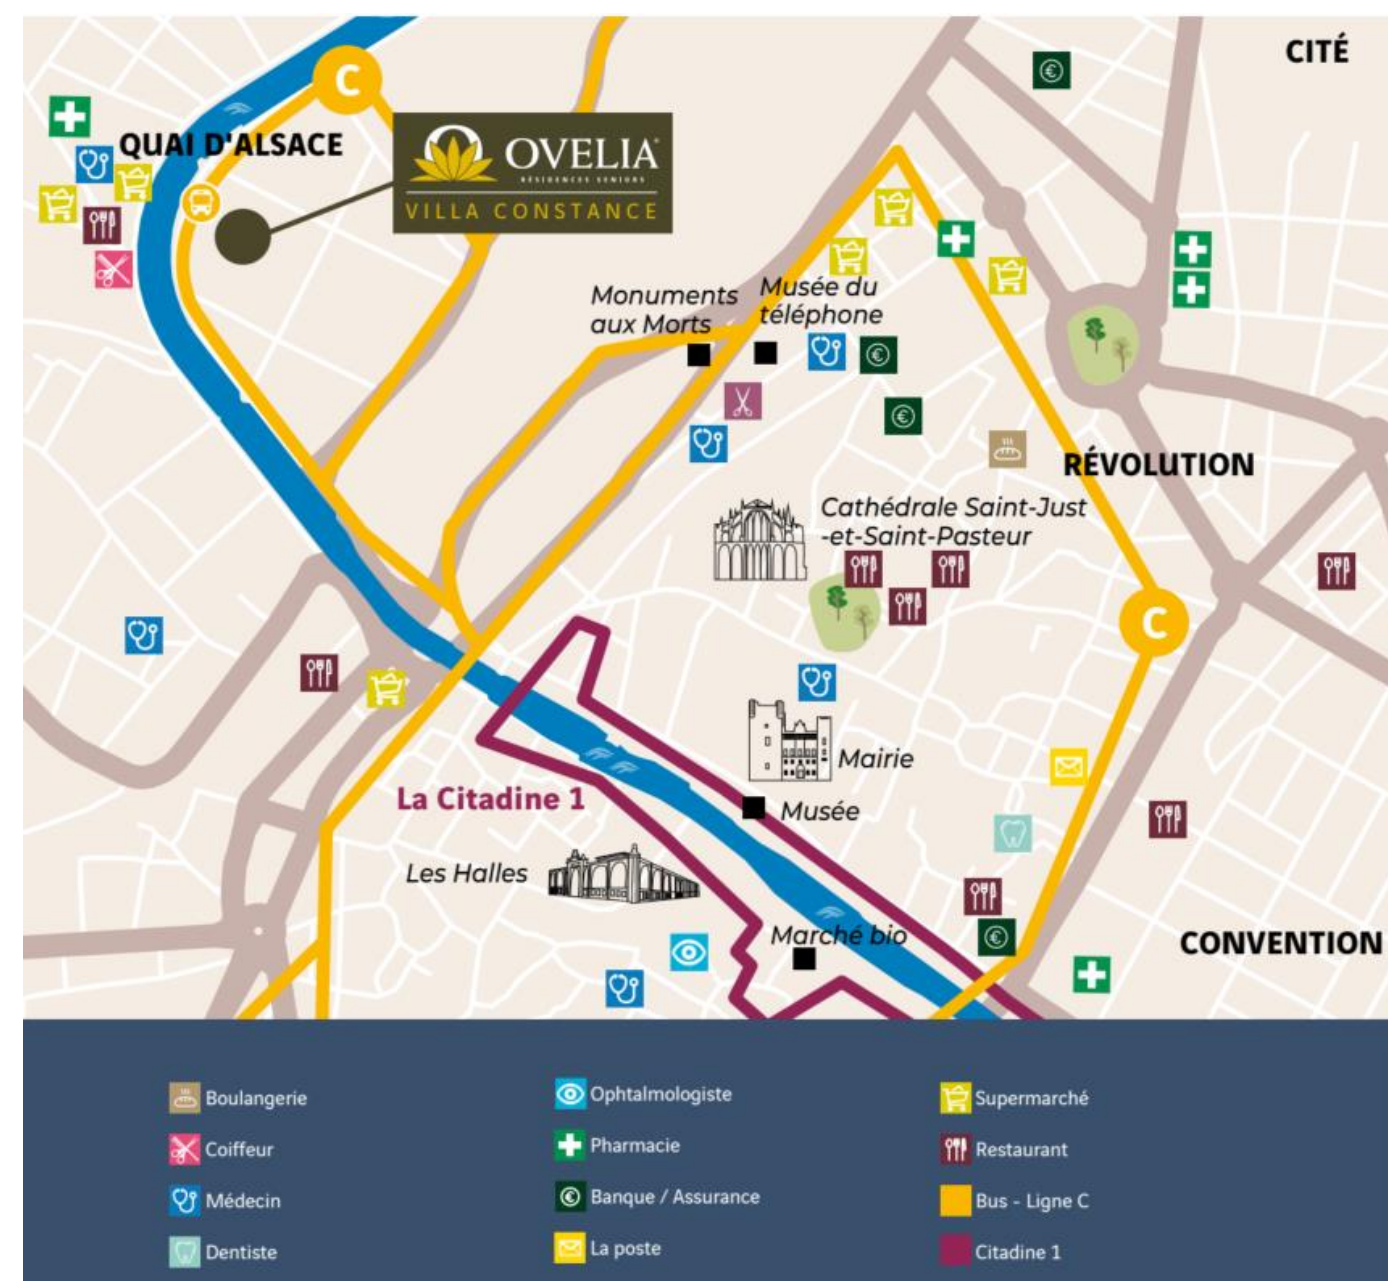 CITÉ
C
QUAI D'ALSACE
OVELIA
RÉSIDENCES SENIORS
VILLA CONSTANCE
Monuments
aux Morts
Musée du
téléphone
RÉVOLUTION
Cathédrale Saint-Just
-et-Saint-Pasteur
C
Mairie
La Citadine 1
Musée
Les Halles
Marché bio
CONVENTION
Boulangerie
Coiffeur
Médecin
Dentiste
Ophtalmologiste
Pharmacie
Banque / Assurance
La poste
Supermarché
Restaurant
Bus - Ligne C
Citadine 1